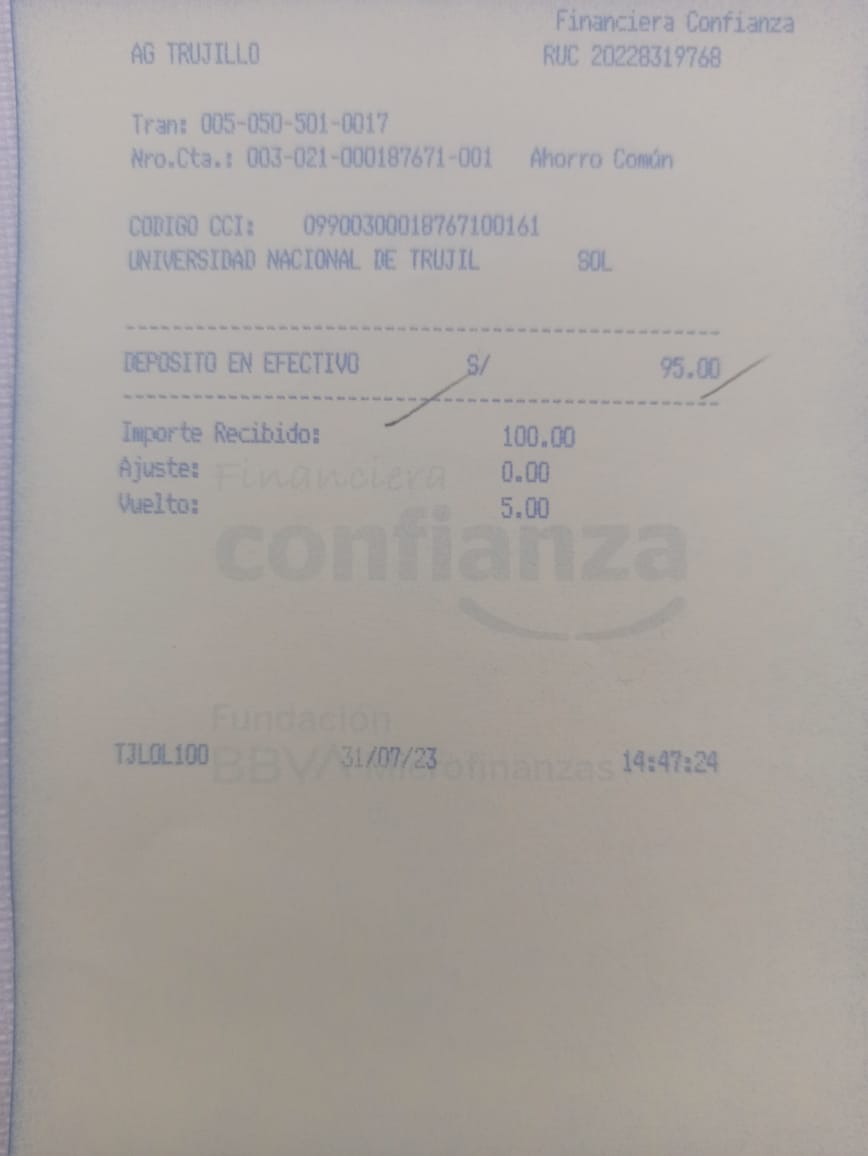 Financiera Confianza
AG TRUJILLO RUC 20228319768
Tran: 005-050-501-0017
Nro.Cta.: 003-021-000187671-001 Ahorro Común
CODIGO CCI: 09900300018767100161
UNIVERSIDAD NACIONAL DE TRUJIL SOL
DEPOSITO EN EFECTIVO S/ 95.00
Importe Recibido: 100.00
Ajuste: 0.00
Vuelto: 5.00
Financiera
confianza
Fundación
BBVA Microfinanzas
TJLOL100 31/07/23 14:47:24